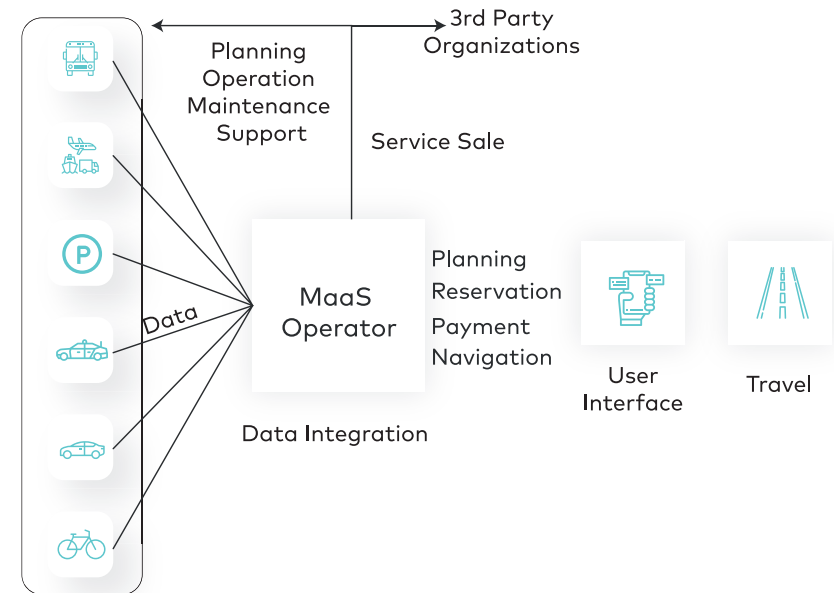 3rd Party
Organizations
Planning
Operation
Maintenance
Support
Service Sale
P
Data
MaaS
Operator
Planning
Reservation
Payment
Navigation
User
Interface
Travel
Data Integration